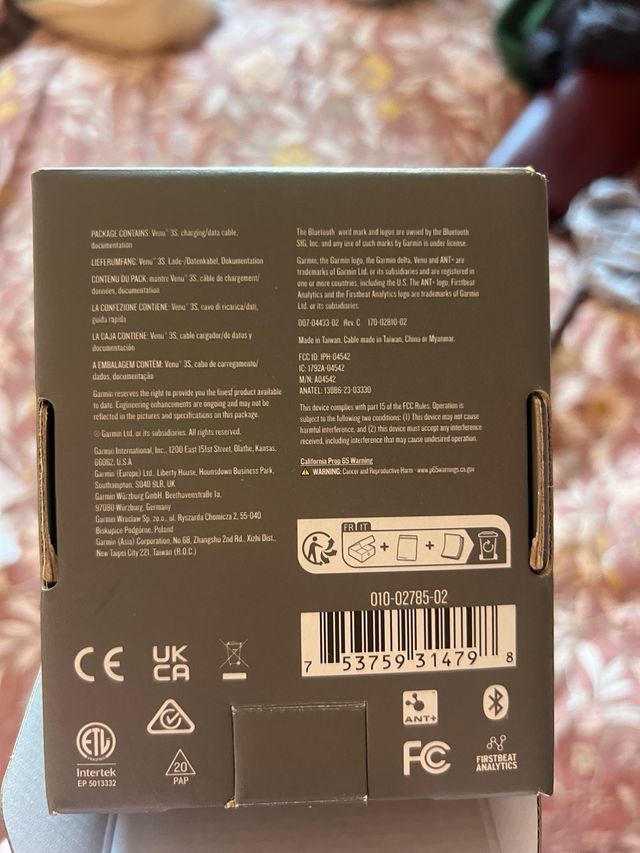 PACKAGE CONTAINS: Venu™ 3S, charging/data cable,
documentation
LIEFERUMFANG: Venu™ 3S, Lade-/Datenkabel, Dokumentation
CONTENU DU PACK: montre Venu™ 3S, câble de chargement/
données, documentation
LA CONFEZIONE CONTIENE: Venu™ 3S, cavo di ricarica/dati,
guida rapida
LA CAJA CONTIENE: Venu™ 3S, cable cargador/de datos y
documentación
A EMBALAGEM CONTÉM: Venu™ 3S, cabo de carregamento/
dados, documentação
Garmin reserves the right to provide you the finest product available
to date. Engineering enhancements are ongoing and may not be
reflected in the pictures and specifications on this package.
© Garmin Ltd. or its subsidiaries. All rights reserved.
Garmin International, Inc., 1200 East 151st Street, Olathe, Kansas,
66062, U.S.A
Garmin (Europe) Ltd., Liberty House, Hounsdown Business Park,
Southampton, SO40 9LR, UK
Garmin Würzburg GmbH, Beethovenstraße 1a,
97080 Würzburg, Germany
Garmin Wroclaw Sp. zo.o., ul. Ryszarda Chomicza 2, 55-040
Biskupice Podgórne, Poland
Garmin (Asia) Corporation, No.68, Zhangshu 2nd Rd., Xizhi Dist.,
New Taipei City 221, Taiwan (R.O.C.)
The Bluetooth word mark and logos are owned by the Bluetooth
SIG, Inc. and any use of such marks by Garmin is under license.
Garmin, the Garmin logo, the Garmin delta, Venu and ANT+ are
trademarks of Garmin Ltd. or its subsidiaries and are registered in
one or more countries, including the U.S. The ANT+ logo, Firstbeat
Analytics and the Firstbeat Analytics logo are trademarks of Garmin
Ltd. or its subsidiaries.
007-04433-02 Rev. C 170-02810-02
Made in Taiwan. Cable made in Taiwan, China or Myanmar.
FCC ID: IPH-04542
IC: 1792A-04542
M/N: A04542
ANATEL: 13886-23-03330
This device complies with part 15 of the FCC Rules. Operation is
subject to the following two conditions: (1) This device may not cause
harmful interference, and (2) this device must accept any interference
received, including interference that may cause undesired operation.
California Prop 65 Warning
WARNING: Cancer and Reproductive Harm - www.p65warnings.ca.gov
FR IT
+ +
010-02785-02
7 53759 31479 8
CE
UK
CA
ETL
Intertek
EP 5013332
20
PAP
ANT+
FC
FIRSTBEAT
ANALYTICS